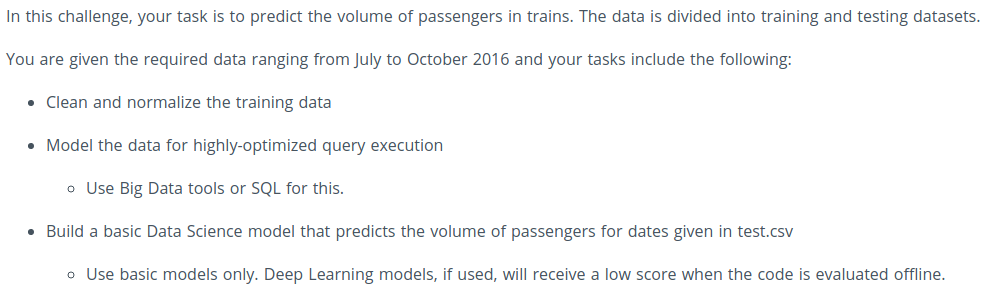 In this challenge, your task is to predict the volume of passengers in trains. The data is divided into training and testing datasets.
You are given the required data ranging from July to October 2016 and your tasks include the following:
• Clean and normalize the training data
• Model the data for highly-optimized query execution
○ Use Big Data tools or SQL for this.
• Build a basic Data Science model that predicts the volume of passengers for dates given in test.csv
○ Use basic models only. Deep Learning models, if used, will receive a low score when the code is evaluated offline.